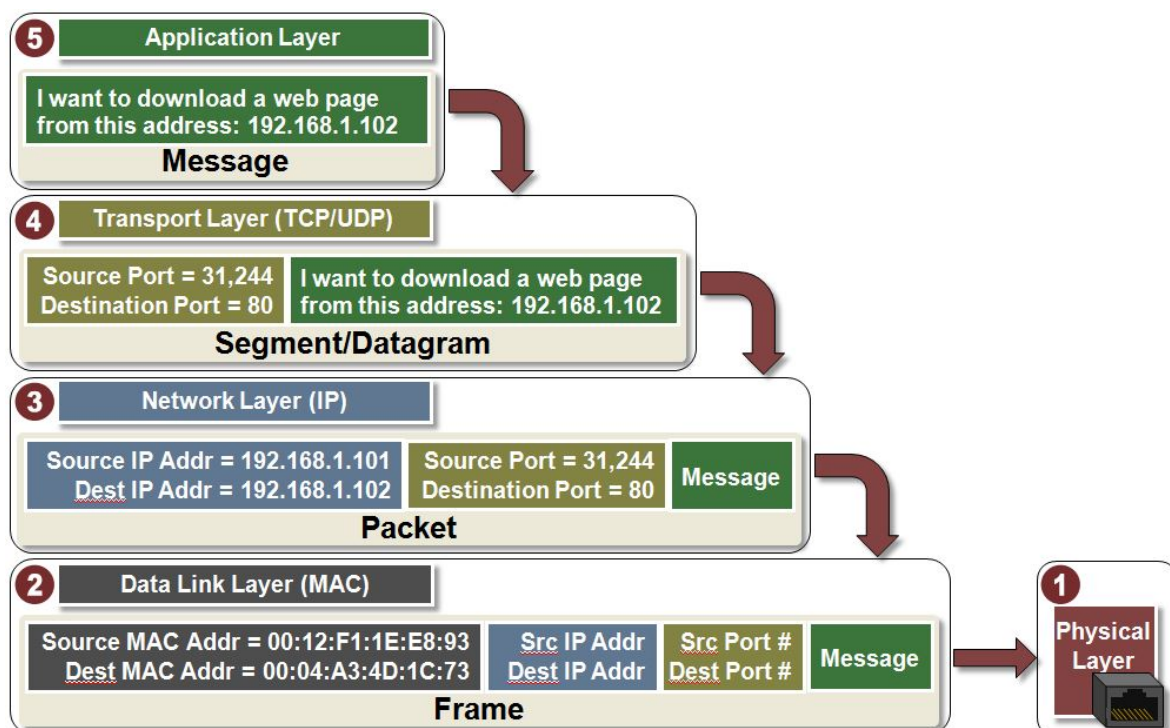 5
Application Layer
I want to download a web page
from this address: 192.168.1.102
Message
4
Transport Layer (TCP/UDP)
Source Port = 31,244
Destination Port = 80
I want to download a web page
from this address: 192.168.1.102
Segment/Datagram
3
Network Layer (IP)
Source IP Addr = 192.168.1.101
Dest IP Addr = 192.168.1.102
Source Port = 31,244
Destination Port = 80
Message
Packet
2
Data Link Layer (MAC)
Source MAC Addr = 00:12:F1:1E:E8:93
Dest MAC Addr = 00:04:A3:4D:1C:73
Src IP Addr
Dest IP Addr
Src Port #
Dest Port #
Message
Frame
1
Physical
Layer